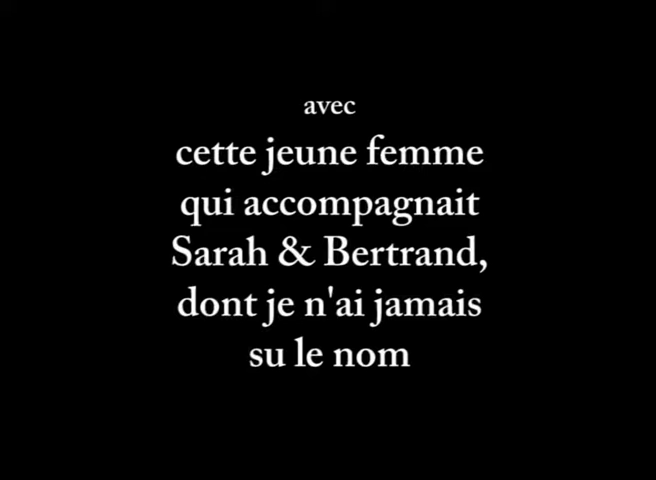 avec
cette jeune femme
qui accompagnait
Sarah & Bertrand,
dont je n'ai jamais
su le nom